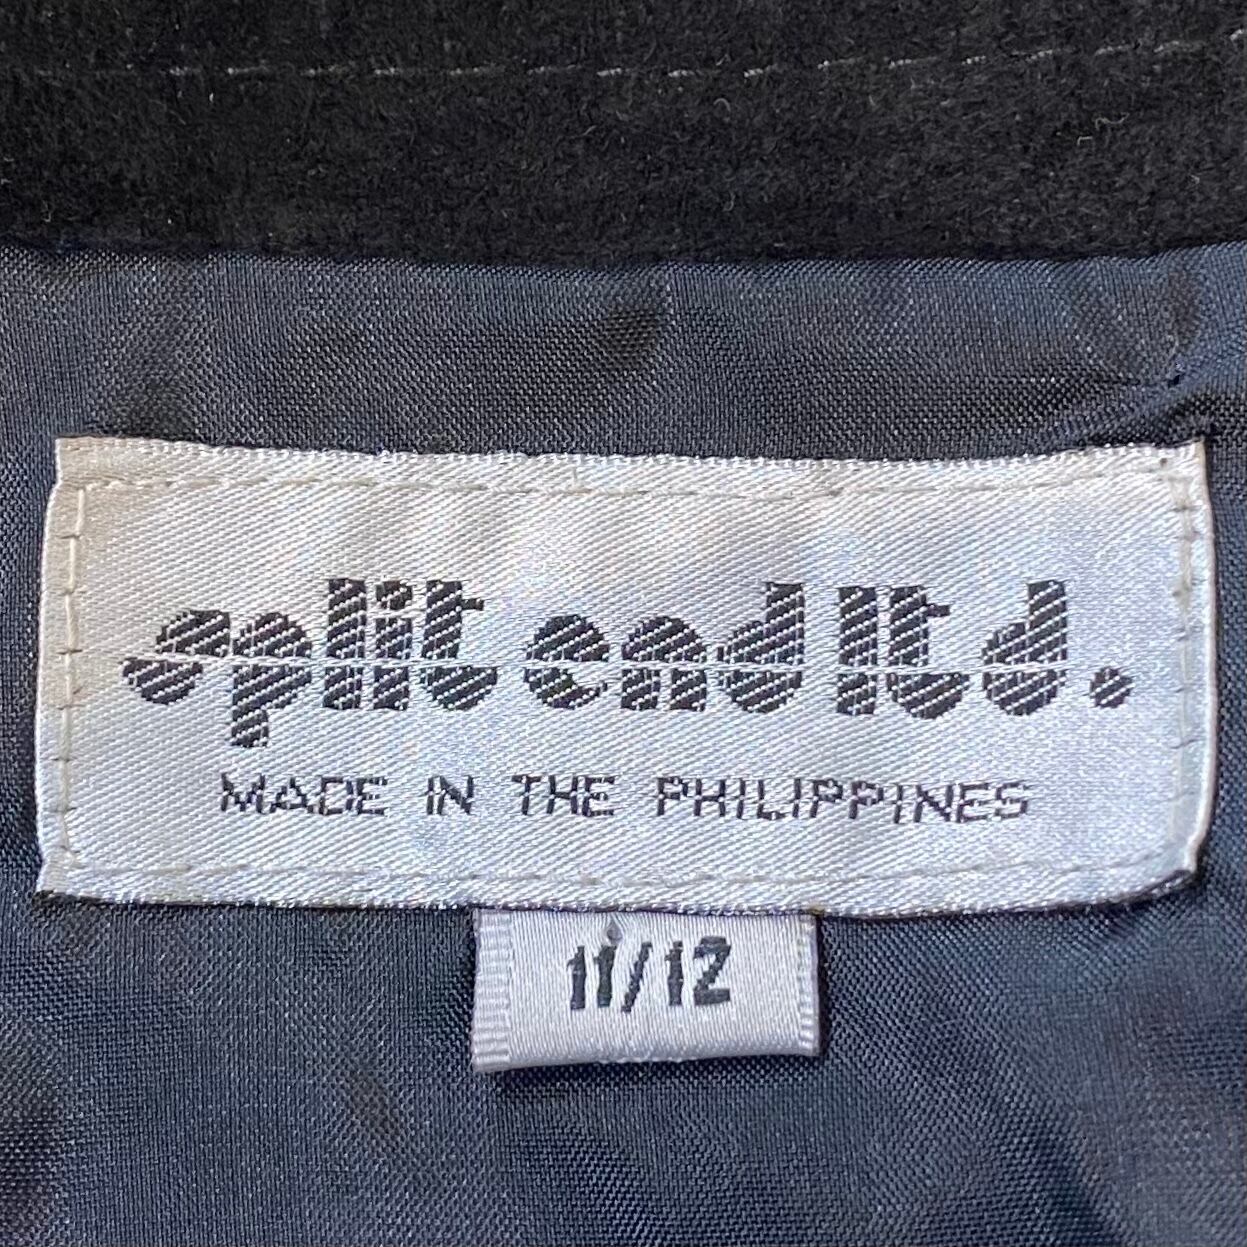 split end ltd.
MADE IN THE PHILIPPINES
11/12